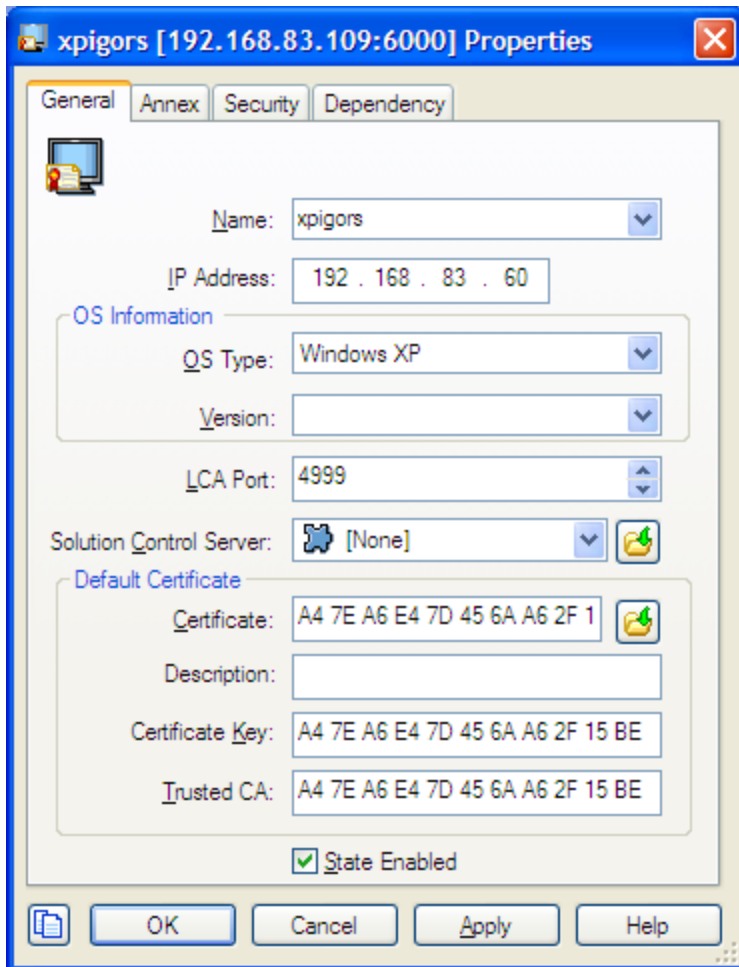 xpigors [192.168.83.109:6000] Properties
General Annex Security Dependency
Name: xpigors
IP Address: 192 . 168 . 83 . 60
OS Information
OS Type: Windows XP
Version:
LCA Port: 4999
Solution Control Server: [None]
Default Certificate
Certificate: A4 7E A6 E4 7D 45 6A A6 2F 1
Description:
Certificate Key: A4 7E A6 E4 7D 45 6A A6 2F 15 BE
Trusted CA: A4 7E A6 E4 7D 45 6A A6 2F 15 BE
State Enabled
OK Cancel Apply Help